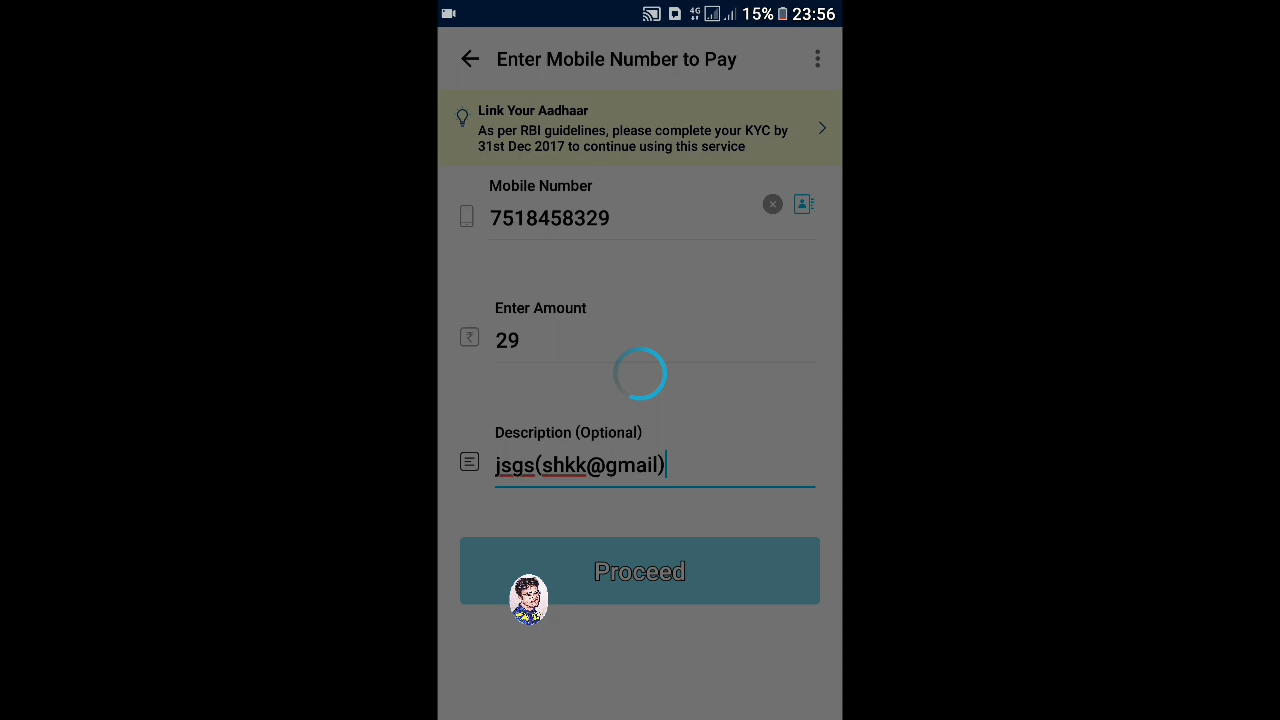 4G 15% 23:56
Enter Mobile Number to Pay
Link Your Aadhaar
As per RBI guidelines, please complete your KYC by
31st Dec 2017 to continue using this service
Mobile Number
7518458329
Enter Amount
₹ 29
Description (Optional)
jsgs(shkk@gmail)
Proceed